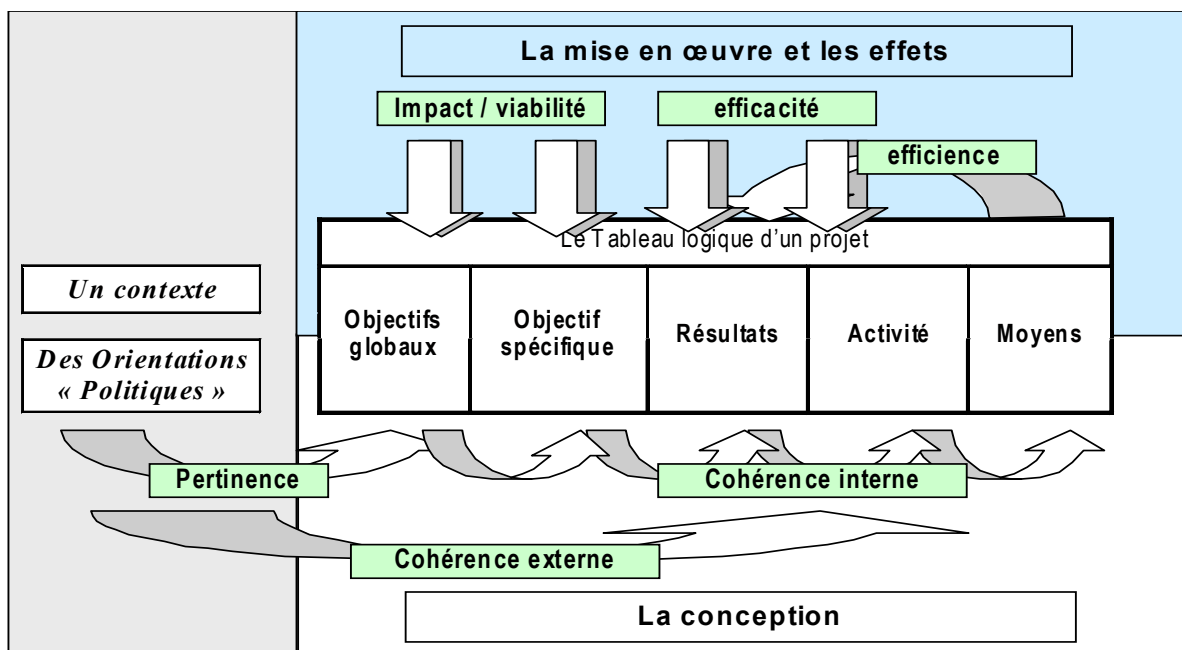 La mise en œuvre et les effets
Impact / viabilité
efficacité
efficience
Le Tableau logique d'un projet
Un contexte
Des Orientations
« Politiques »
Objectifs
globaux
Objectif
spécifique
Résultats
Activité
Moyens
Pertinence
Cohérence interne
Cohérence externe
La conception